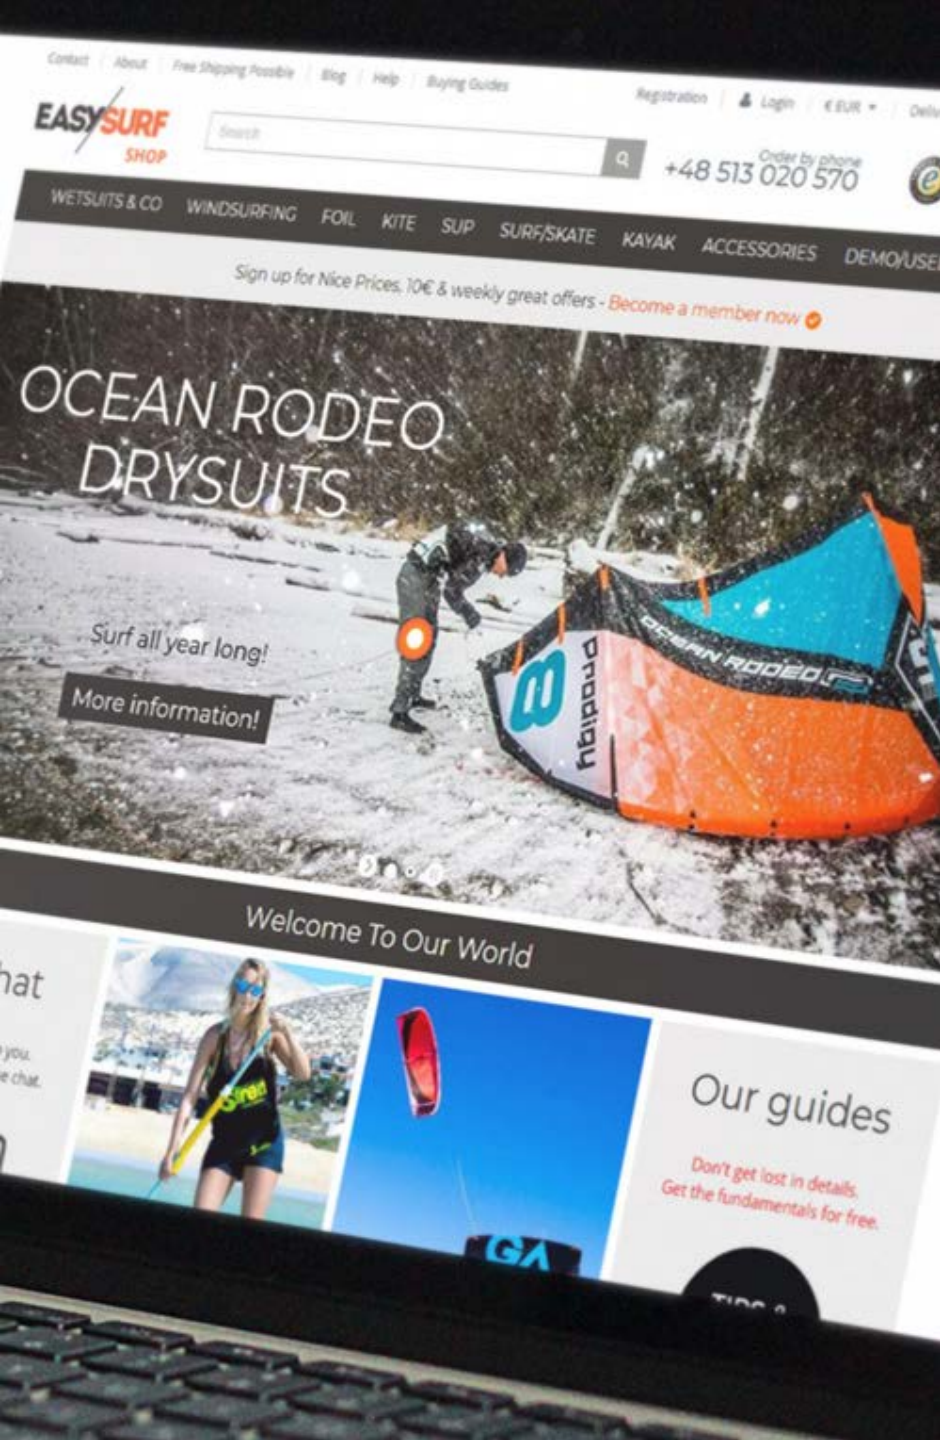 Contact About Free Shipping Possible Blog Help Buying Guides
Registration Login € EUR
EASY/SURF
SHOP
Search
Order by phone
+48 513 020 570
WETSUITS & CO WINDSURFING FOIL KITE SUP SURF/SKATE KAYAK ACCESSORIES DEMO/USE
Sign up for Nice Prices, 10€ & weekly great offers - Become a member now
OCEAN RODEO
DRYSUITS
Surf all year long!
More information!
8
prodigy
OCEAN RODEO
Welcome To Our World
hat
you.
e chat.
GA
Our guides
Don't get lost in details.
Get the fundamentals for free.
TIPS &